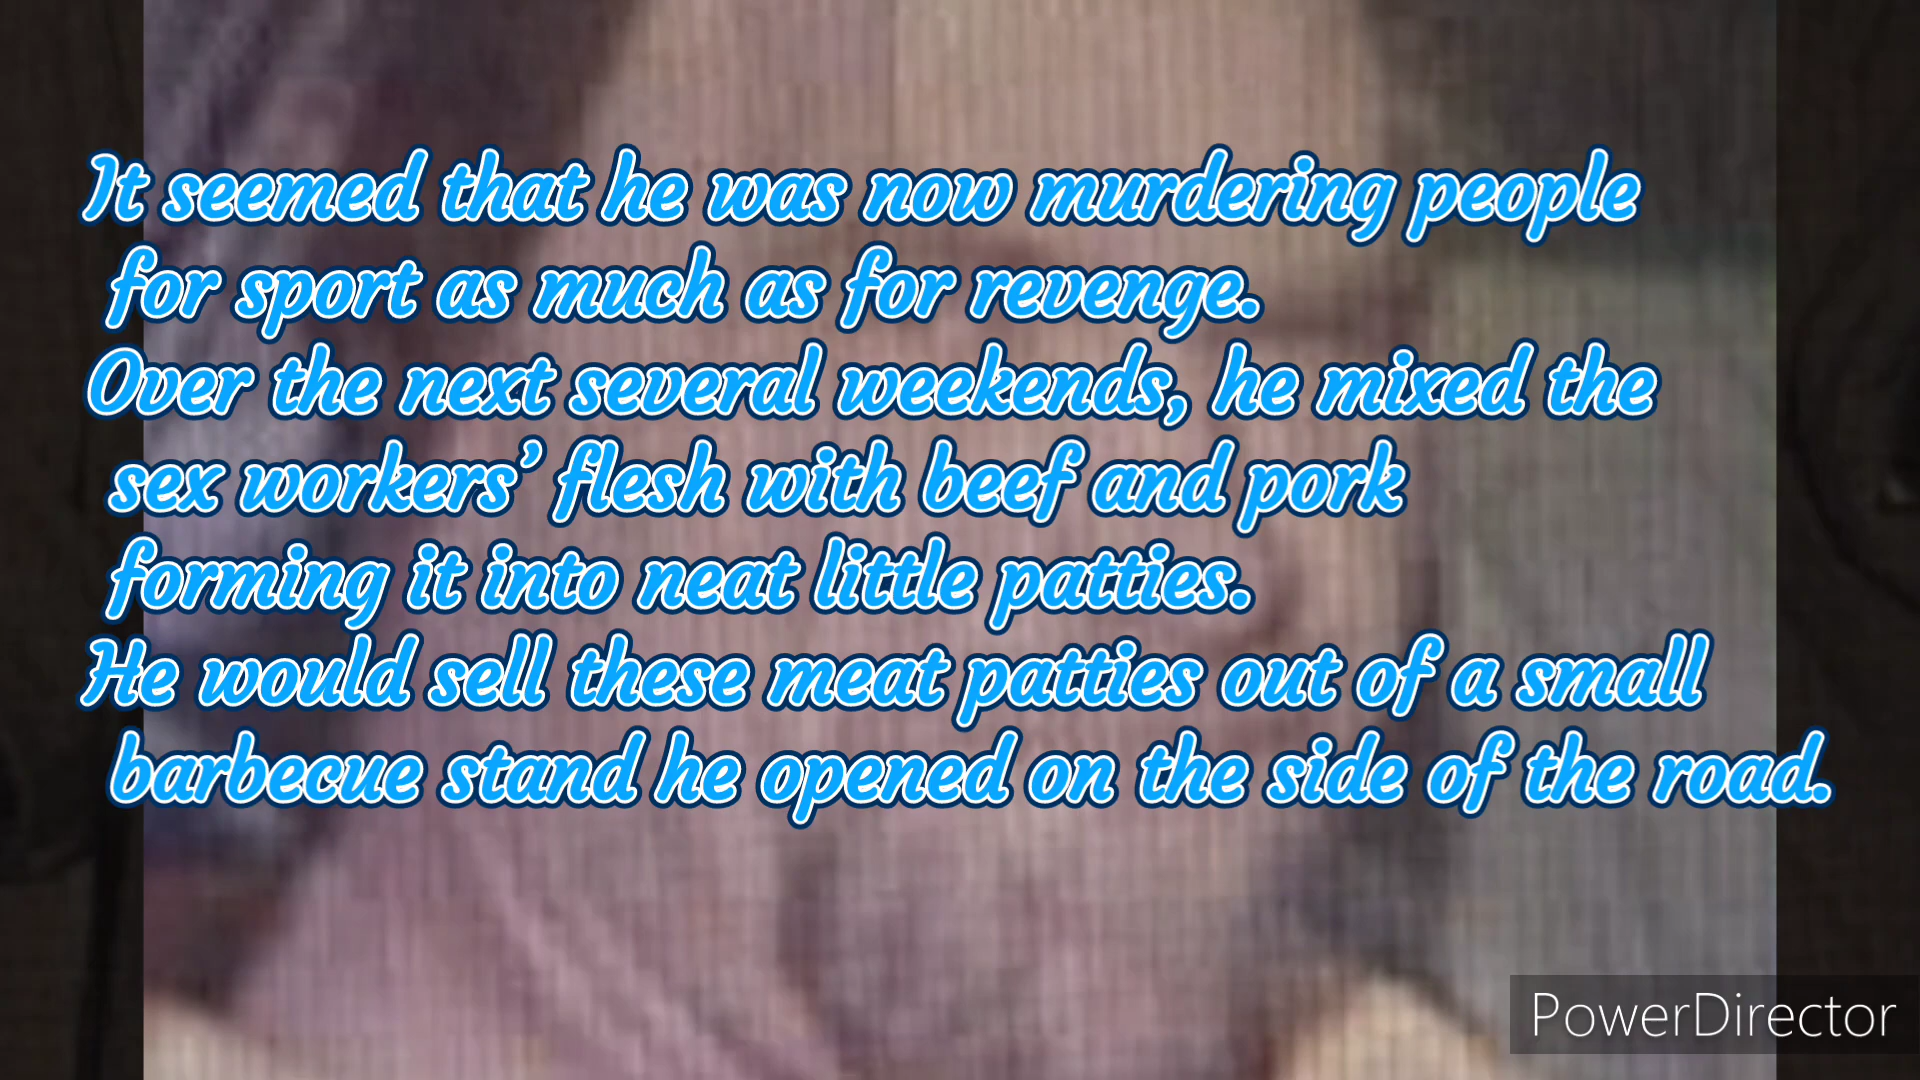 It seemed that he was now murdering people
for sport as much as for revenge.
Over the next several weekends, he mixed the
sex workers’ flesh with beef and pork
forming it into neat little patties.
He would sell these meat patties out of a small
barbecue stand he opened on the side of the road.
PowerDirector